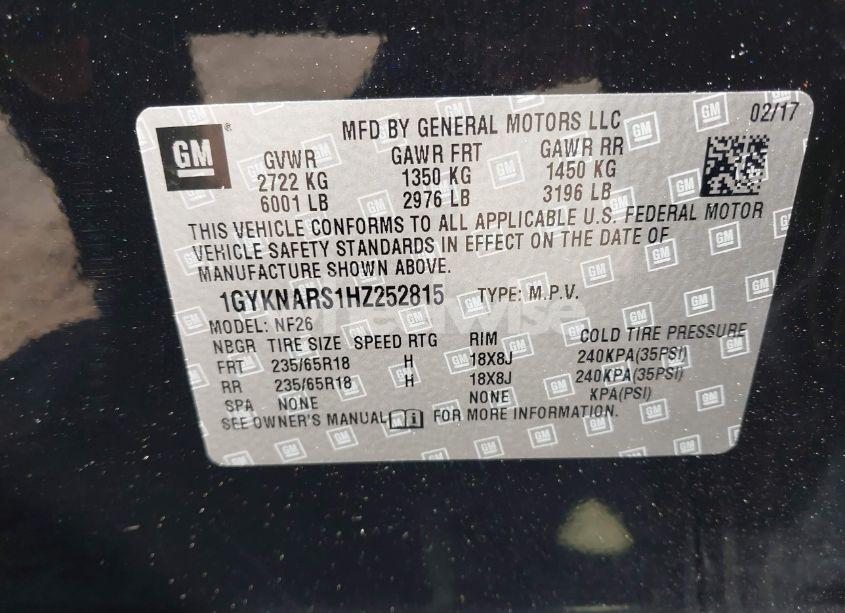 GM ® MFD BY GENERAL MOTORS LLC 02/17
GVWR GAWR FRT GAWR RR
2722 KG 1350 KG 1450 KG
6001 LB 2976 LB 3196 LB
THIS VEHICLE CONFORMS TO ALL APPLICABLE U.S. FEDERAL MOTOR
VEHICLE SAFETY STANDARDS IN EFFECT ON THE DATE OF
MANUFACTURE SHOWN ABOVE.
1GYKNARS1HZ252815 TYPE: M.P.V.
MODEL: NF26
NBGR TIRE SIZE SPEED RTG RIM COLD TIRE PRESSURE
FRT 235/65R18 H 18X8J 240KPA(35PSI)
RR 235/65R18 H 18X8J 240KPA(35PSI)
SPA NONE NONE KPA(PSI)
SEE OWNER'S MANUAL i FOR MORE INFORMATION.